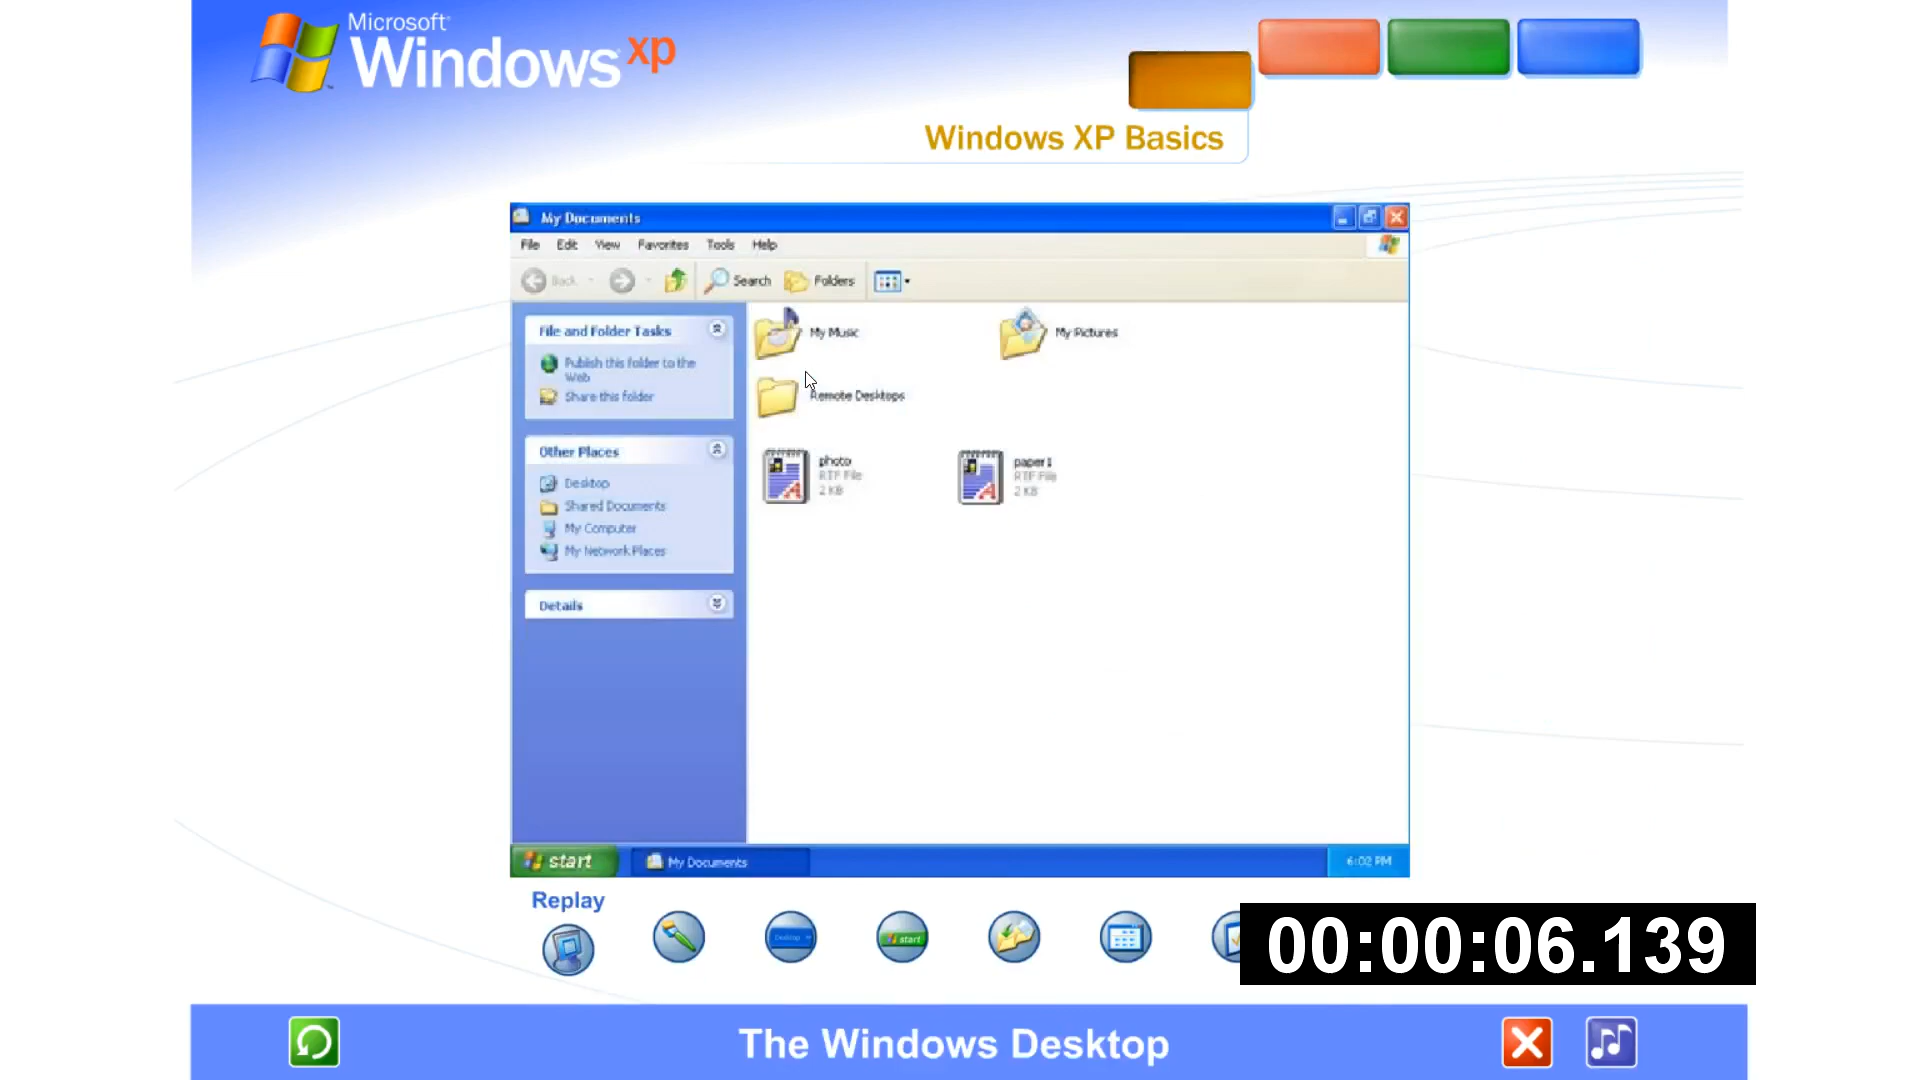 Microsoft
Windows xp
Windows XP Basics
My Documents
File Edit View Favorites Tools Help
Back Search Folders
File and Folder Tasks
Publish this folder to the
Web
Share this folder
Other Places
Desktop
Shared Documents
My Computer
My Network Places
Details
My Music
My Pictures
Remote Desktops
photo
RTF File
2 KB
paper1
RTF File
2 KB
start My Documents 6:02 PM
Replay
Desktop
start
00:00:06.139
The Windows Desktop